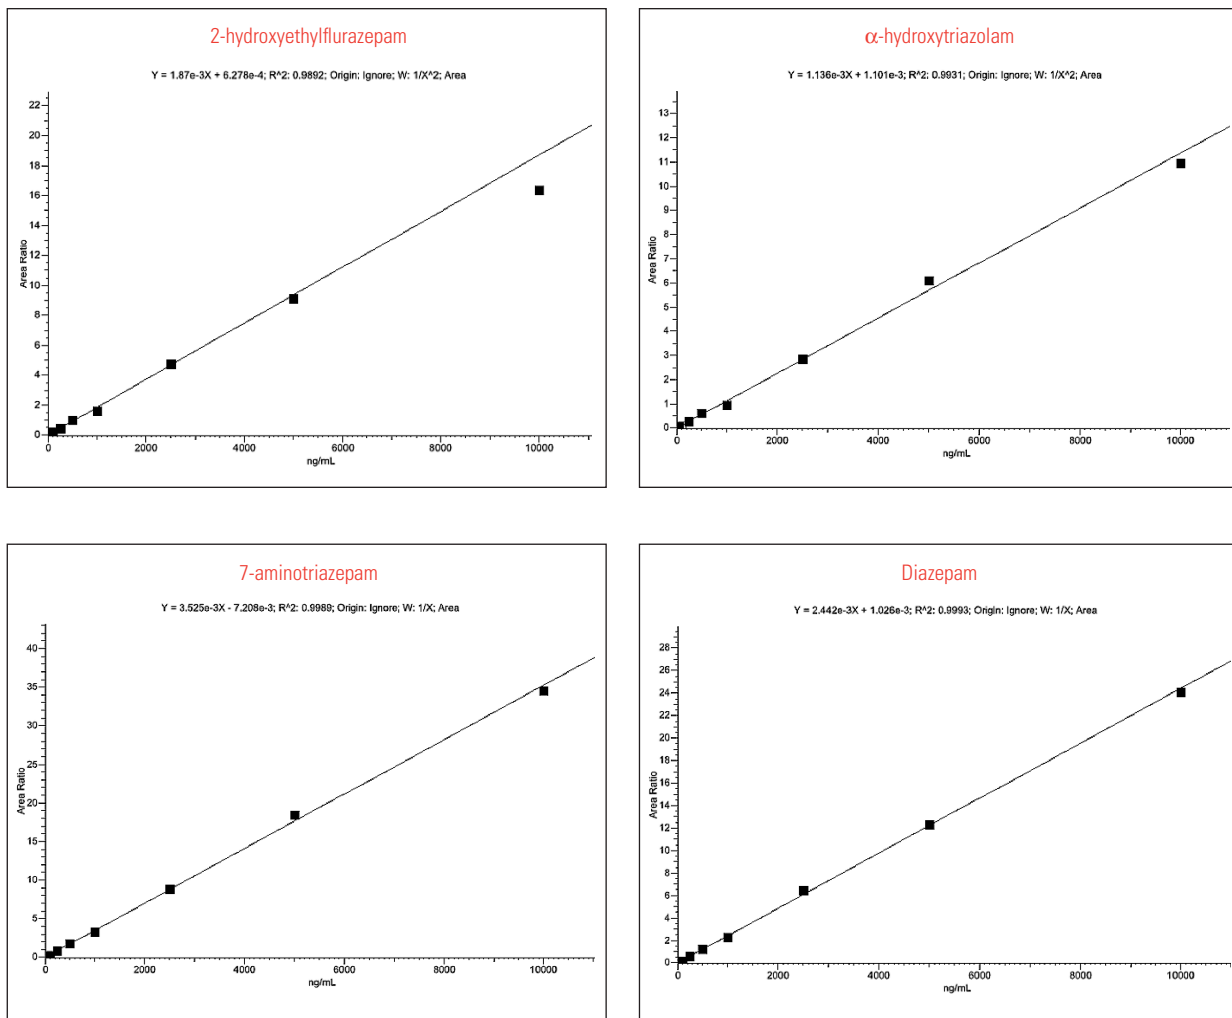 2-hydroxyethylflurazepam
Y = 1.87e-3X + 6.278e-4; R^2: 0.9892; Origin: Ignore; W: 1/X^2; Area
22
20
18
16
14
12
10
8
6
4
2
0
Area Ratio
0 2000 4000 6000 8000 10000
ng/mL
α-hydroxytriazolam
Y = 1.136e-3X + 1.101e-3; R^2: 0.9931; Origin: Ignore; W: 1/X^2; Area
13
12
11
10
9
8
7
6
5
4
3
2
1
0
Area Ratio
0 2000 4000 6000 8000 10000
ng/mL
7-aminotriazepam
Y = 3.525e-3X - 7.208e-3; R^2: 0.9989; Origin: Ignore; W: 1/X; Area
40
35
30
25
20
15
10
5
0
Area Ratio
0 2000 4000 6000 8000 10000
ng/mL
Diazepam
Y = 2.442e-3X + 1.026e-3; R^2: 0.9993; Origin: Ignore; W: 1/X; Area
28
26
24
22
20
18
16
14
12
10
8
6
4
2
0
Area Ratio
0 2000 4000 6000 8000 10000
ng/mL